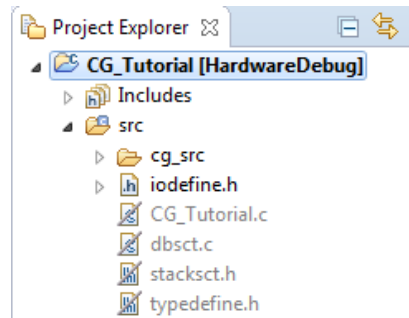 Project Explorer
CG_Tutorial [HardwareDebug]
Includes
src
cg_src
iodefine.h
CG_Tutorial.c
dbsct.c
stacksct.h
typedefine.h